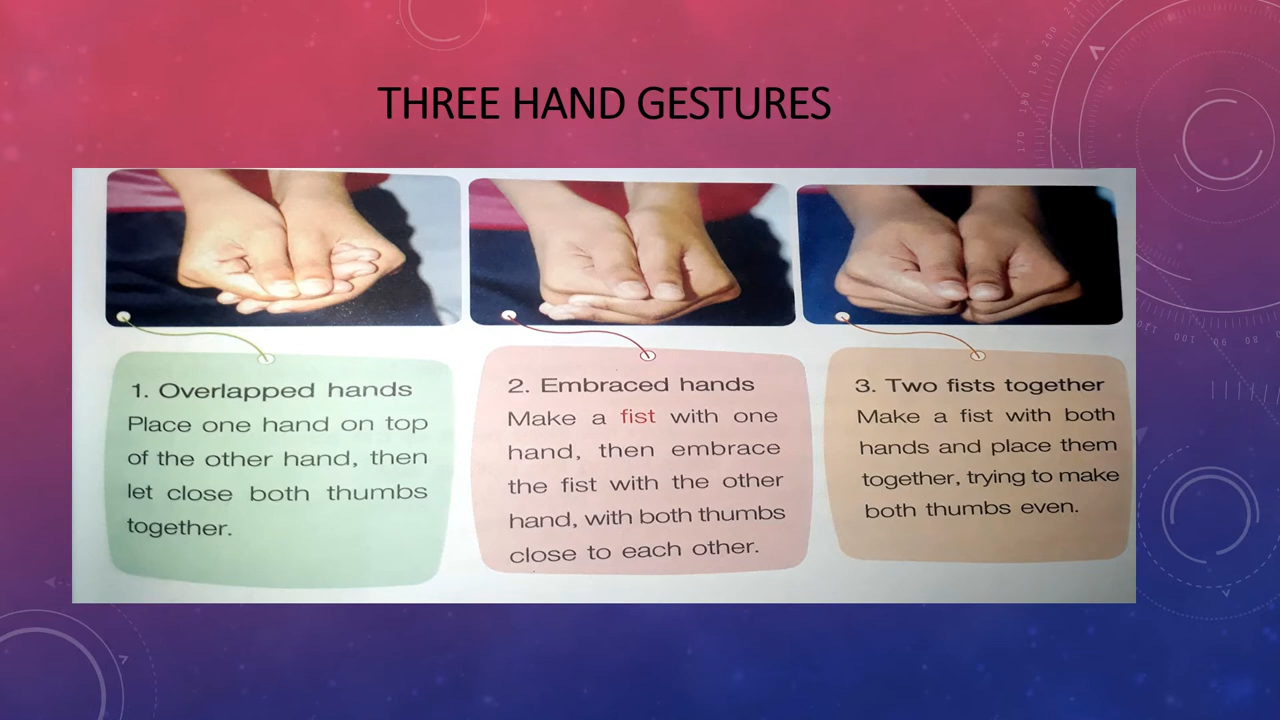 THREE HAND GESTURES
1. Overlapped hands
Place one hand on top
of the other hand, then
let close both thumbs
together.
2. Embraced hands
Make a fist with one
hand, then embrace
the fist with the other
hand, with both thumbs
close to each other.
3. Two fists together
Make a fist with both
hands and place them
together, trying to make
both thumbs even.